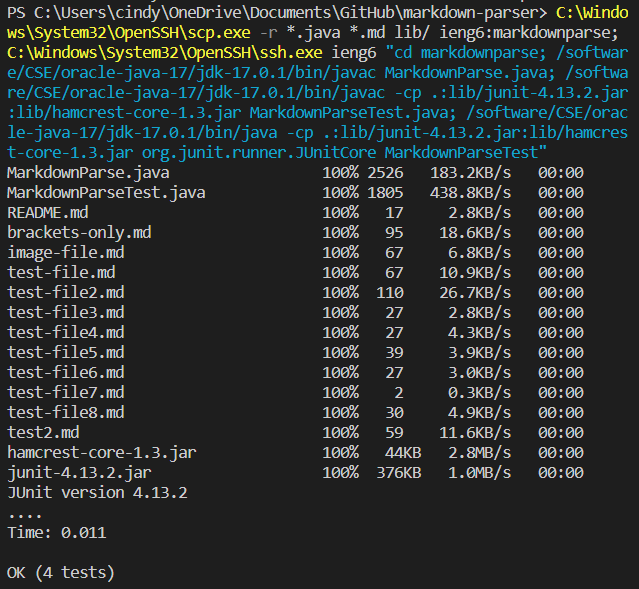 PS C:\Users\cindy\OneDrive\Documents\GitHub\markdown-parser> C:\Windo
ws\System32\OpenSSH\scp.exe -r *.java *.md lib/ ieng6:markdownparse;
C:\Windows\System32\OpenSSH\ssh.exe ieng6 "cd markdownparse; /softwar
e/CSE/oracle-java-17/jdk-17.0.1/bin/javac MarkdownParse.java; /softwa
re/CSE/oracle-java-17/jdk-17.0.1/bin/javac -cp .:lib/junit-4.13.2.jar
:lib/hamcrest-core-1.3.jar MarkdownParseTest.java; /software/CSE/orac
le-java-17/jdk-17.0.1/bin/java -cp .:lib/junit-4.13.2.jar:lib/hamcres
t-core-1.3.jar org.junit.runner.JUnitCore MarkdownParseTest"
MarkdownParse.java 100% 2526 183.2KB/s 00:00
MarkdownParseTest.java 100% 1805 438.8KB/s 00:00
README.md 100% 17 2.8KB/s 00:00
brackets-only.md 100% 95 18.6KB/s 00:00
image-file.md 100% 67 6.8KB/s 00:00
test-file.md 100% 67 10.9KB/s 00:00
test-file2.md 100% 110 26.7KB/s 00:00
test-file3.md 100% 27 2.8KB/s 00:00
test-file4.md 100% 27 4.3KB/s 00:00
test-file5.md 100% 39 3.9KB/s 00:00
test-file6.md 100% 27 3.0KB/s 00:00
test-file7.md 100% 2 0.3KB/s 00:00
test-file8.md 100% 30 4.9KB/s 00:00
test2.md 100% 59 11.6KB/s 00:00
hamcrest-core-1.3.jar 100% 44KB 2.8MB/s 00:00
junit-4.13.2.jar 100% 376KB 1.0MB/s 00:00
JUnit version 4.13.2
....
Time: 0.011
OK (4 tests)